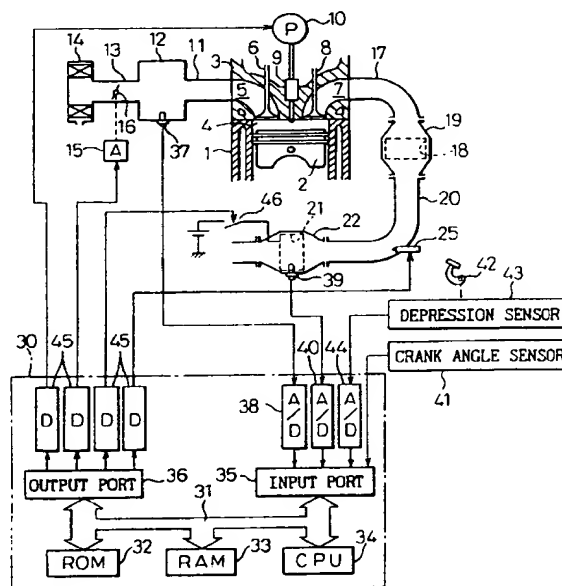 10
P
14 13 12 11 6 3 9 8 17
5 7
4
16
15 A
37
1
2
19
18
20
46 21 22
25
39
42
43
DEPRESSION SENSOR
CRANK ANGLE SENSOR
41
30 45 45
40 44
D D D D
38 A/D A/D A/D
OUTPUT PORT 36
35 INPUT PORT
31
ROM 32 RAM 33 CPU 34